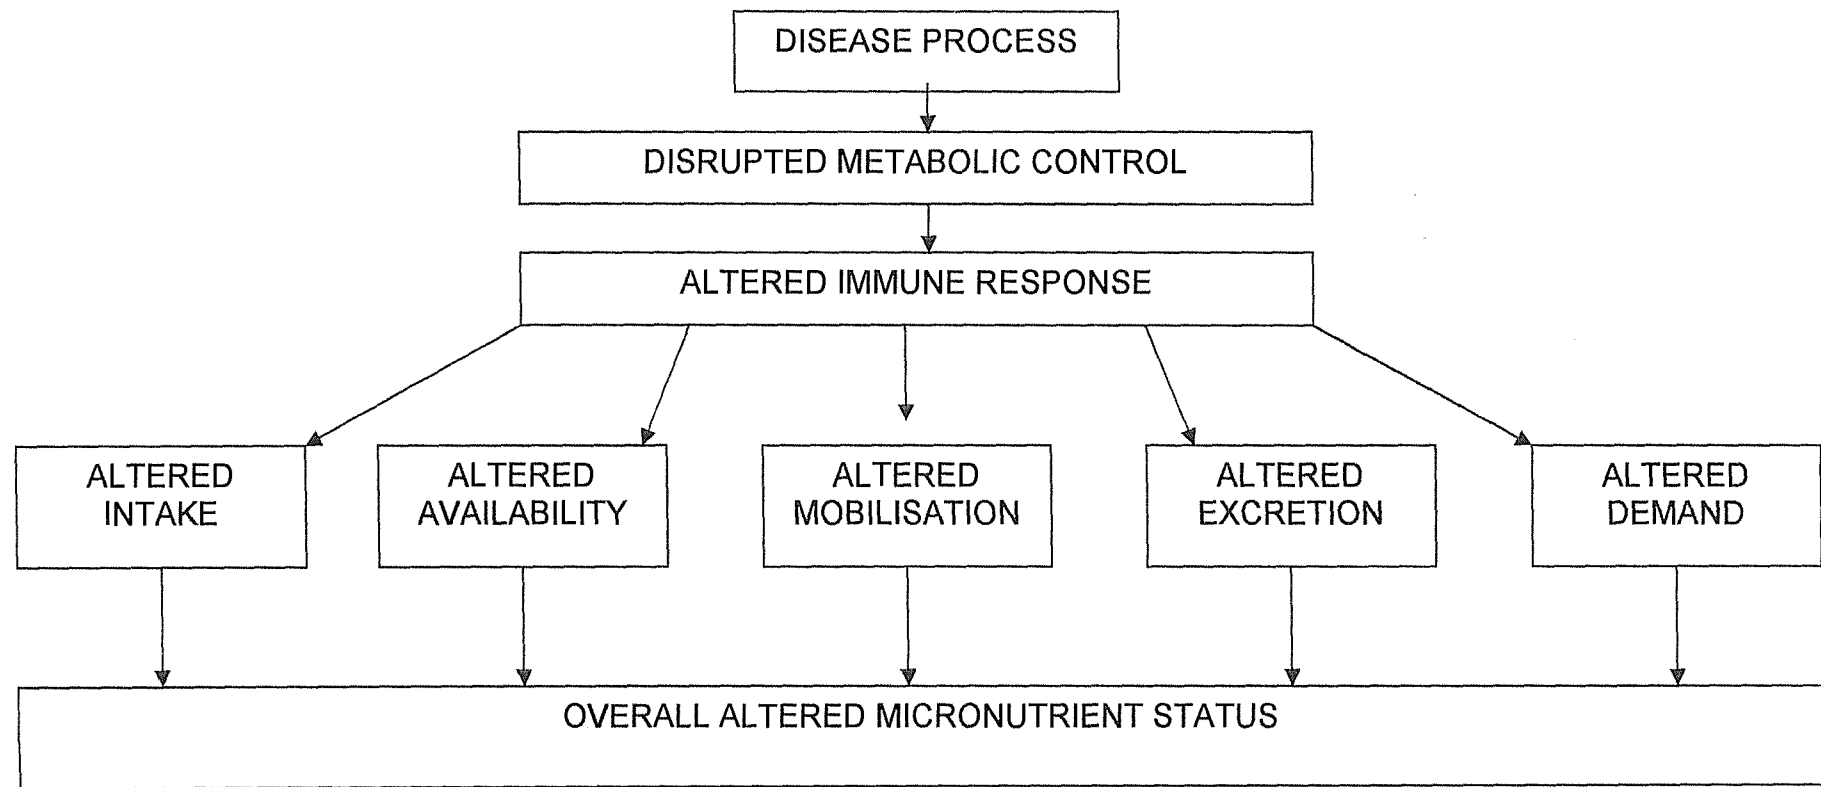 DISEASE PROCESS
DISRUPTED METABOLIC CONTROL
ALTERED IMMUNE RESPONSE
ALTERED
INTAKE
ALTERED
AVAILABILITY
ALTERED
MOBILISATION
ALTERED
EXCRETION
ALTERED
DEMAND
OVERALL ALTERED MICRONUTRIENT STATUS